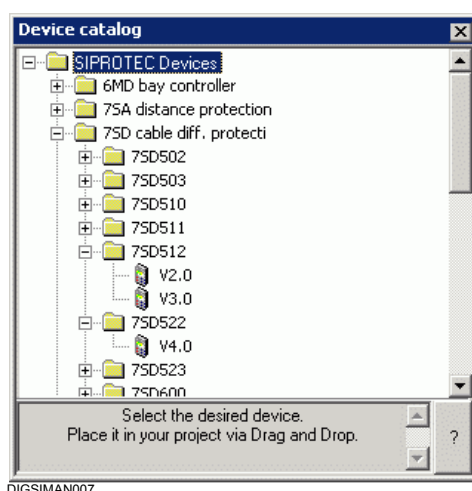 Device catalog
SIPROTEC Devices
6MD bay controller
7SA distance protection
7SD cable diff. protecti
7SD502
7SD503
7SD510
7SD511
7SD512
V2.0
V3.0
7SD522
V4.0
7SD523
7SD600
Select the desired device.
Place it in your project via Drag and Drop.
?
DIGSIMAN007